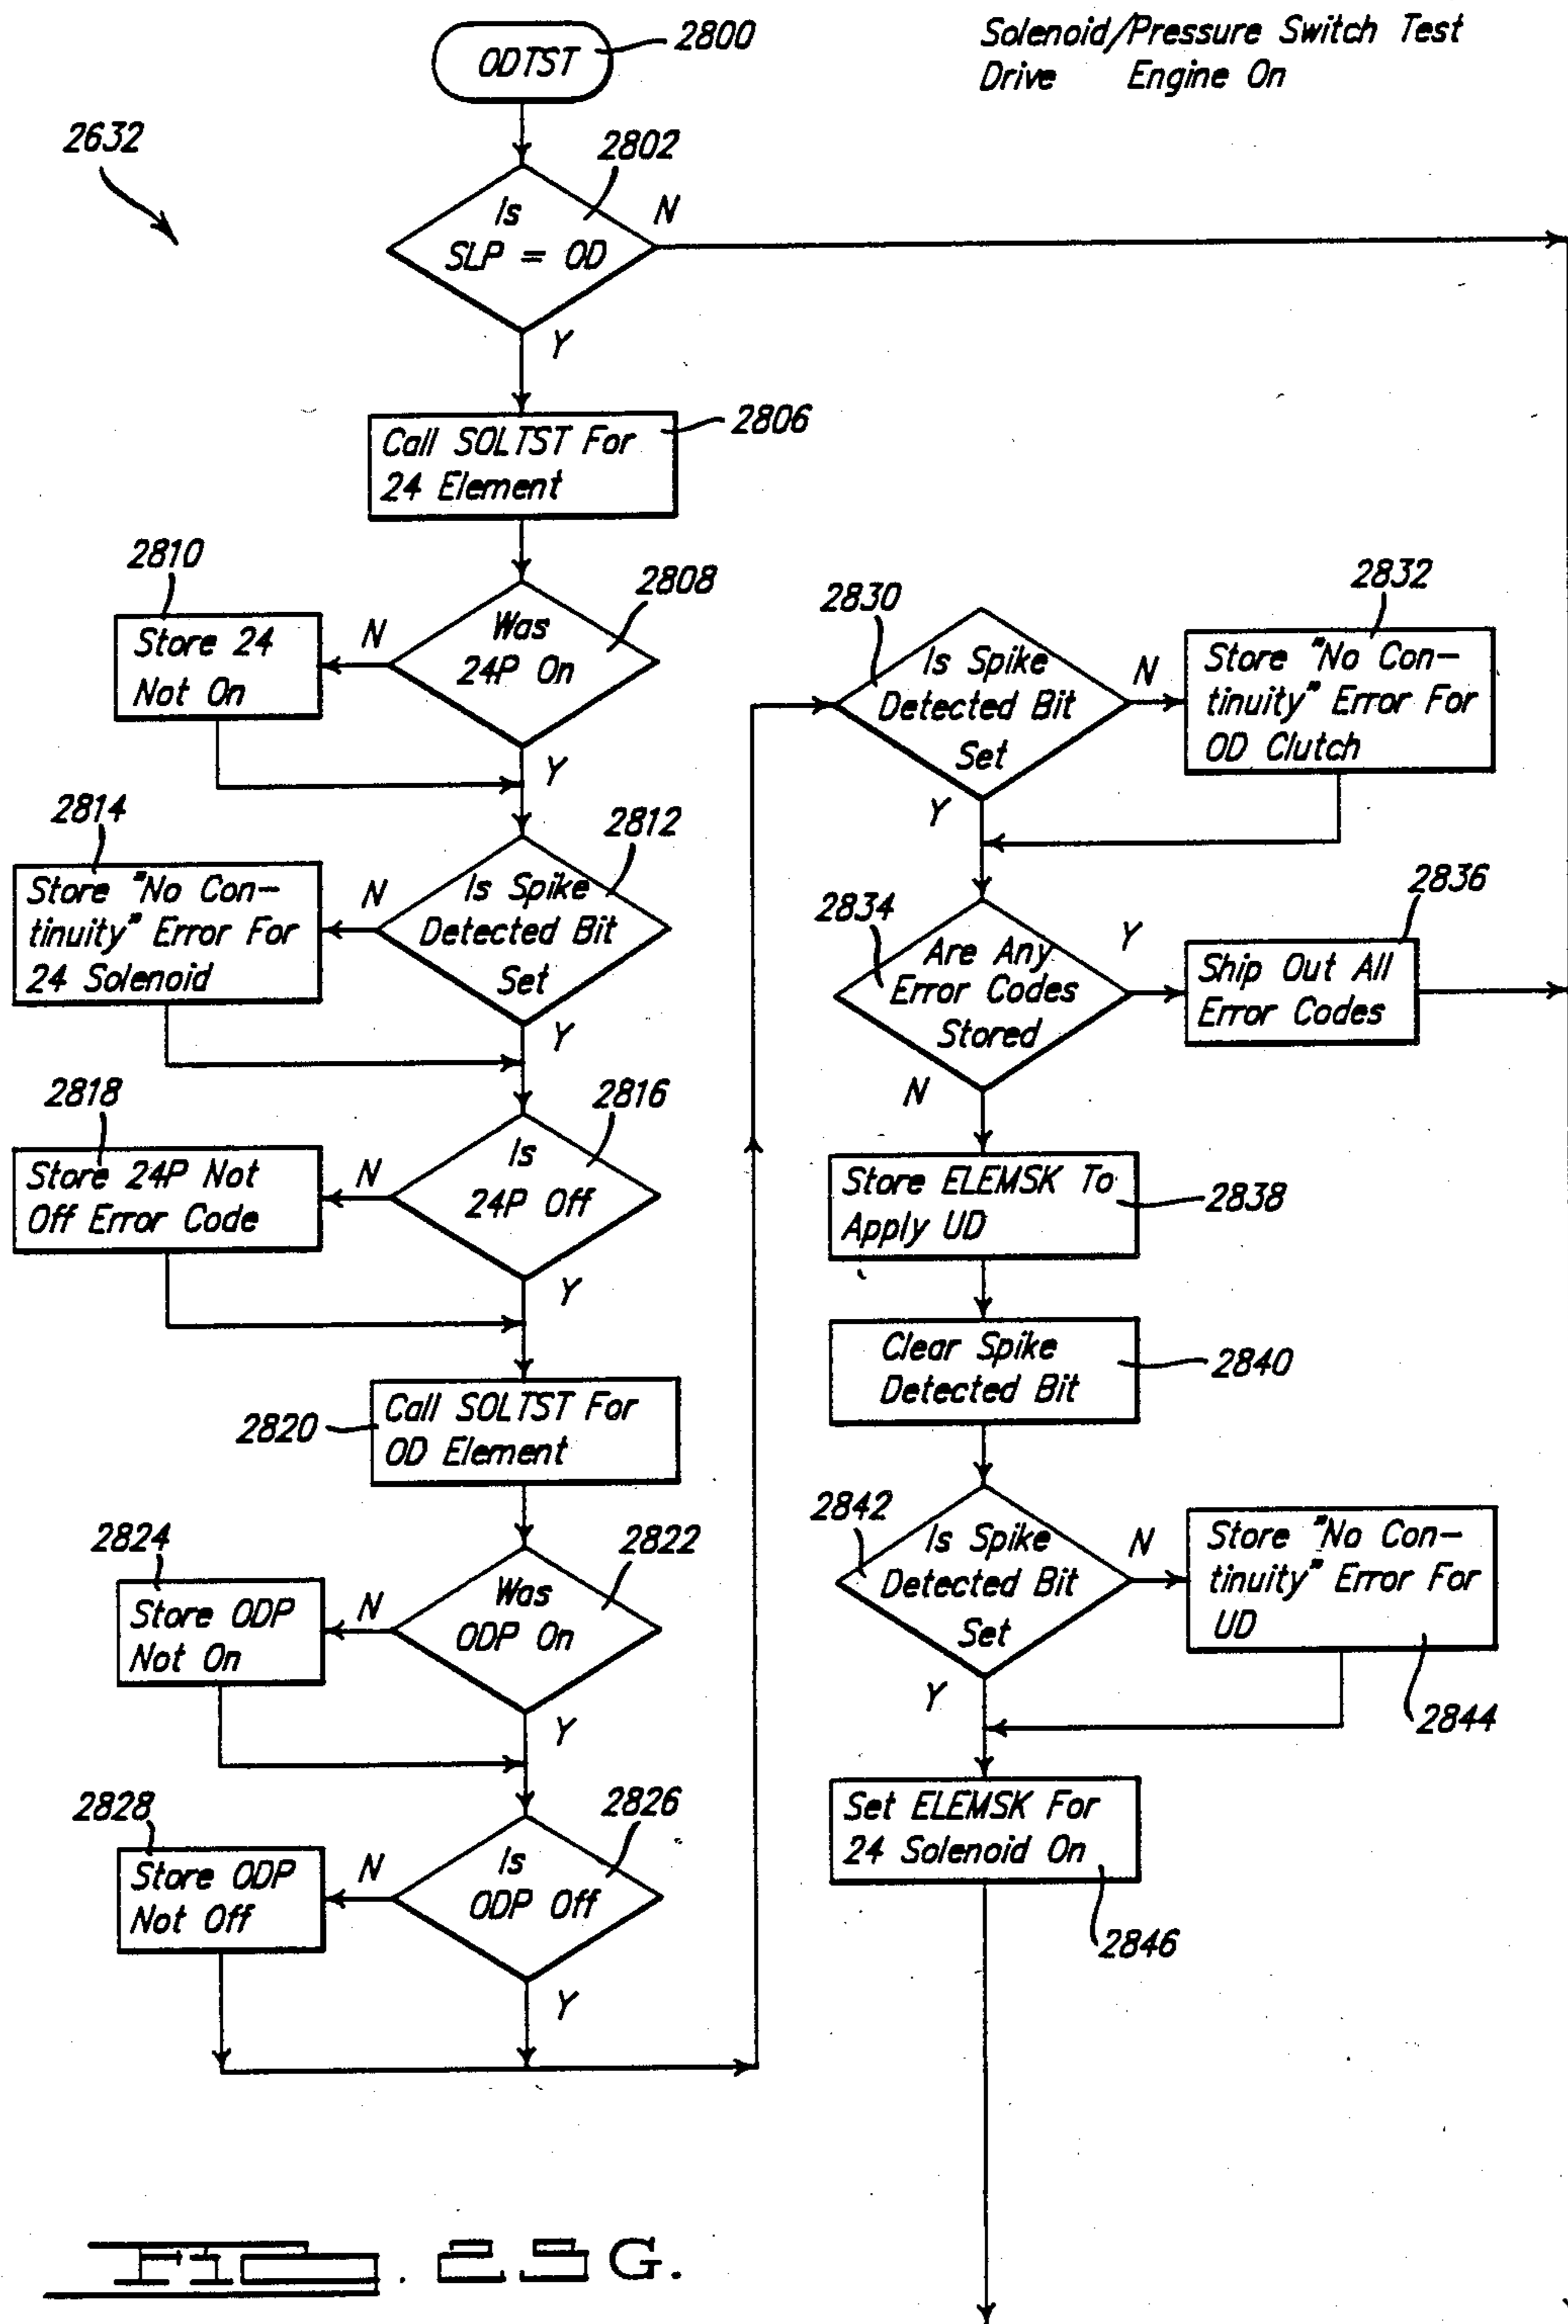 Solenoid/Pressure Switch Test
Drive Engine On
2632
ODTST
2800
Is
SLP = OD
2802
N
Y
Call SOLTST For
24 Element
2806
Was
24P On
2808
N
Y
2810
Store 24
Not On
Is Spike
Detected Bit
Set
2812
N
Y
2814
Store "No Con-
tinuity" Error For
24 Solenoid
Is
24P Off
2816
N
Y
2818
Store 24P Not
Off Error Code
Call SOLTST For
OD Element
2820
Was
ODP On
2822
N
Y
2824
Store ODP
Not On
Is
ODP Off
2826
N
Y
2828
Store ODP
Not Off
2830
Is Spike
Detected Bit
Set
N
Y
2832
Store "No Con-
tinuity" Error For
OD Clutch
2834
Are Any
Error Codes
Stored
Y
N
2836
Ship Out All
Error Codes
Store ELEMSK To
Apply UD
2838
Clear Spike
Detected Bit
2840
2842
Is Spike
Detected Bit
Set
N
Y
Store "No Con-
tinuity" Error For
UD
2844
Set ELEMSK For
24 Solenoid On
2846
G.